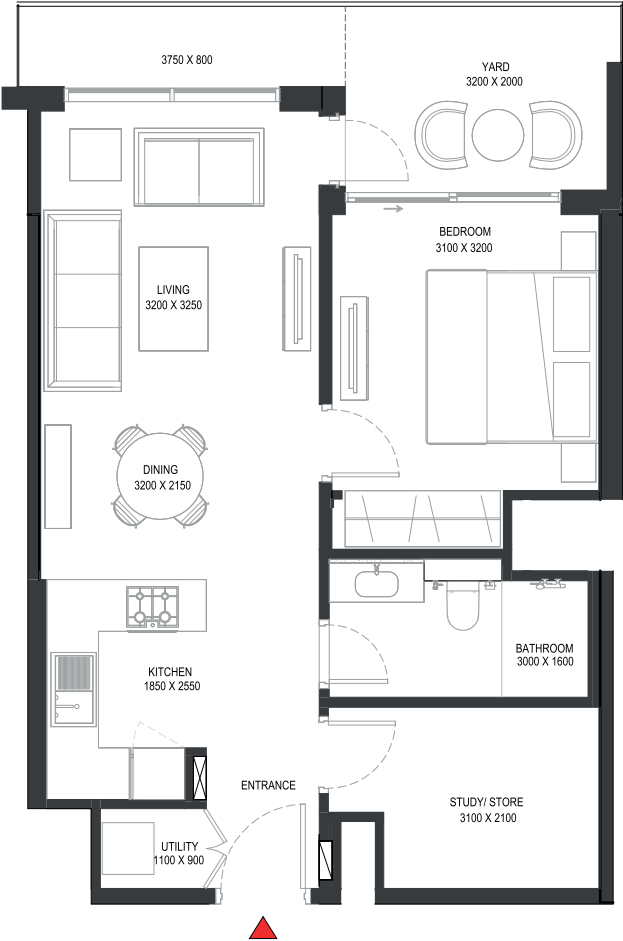 3750 X 800
YARD
3200 X 2000
BEDROOM
3100 X 3200
LIVING
3200 X 3250
DINING
3200 X 2150
BATHROOM
3000 X 1600
KITCHEN
1850 X 2550
ENTRANCE
STUDY/ STORE
3100 X 2100
UTILITY
1100 X 900